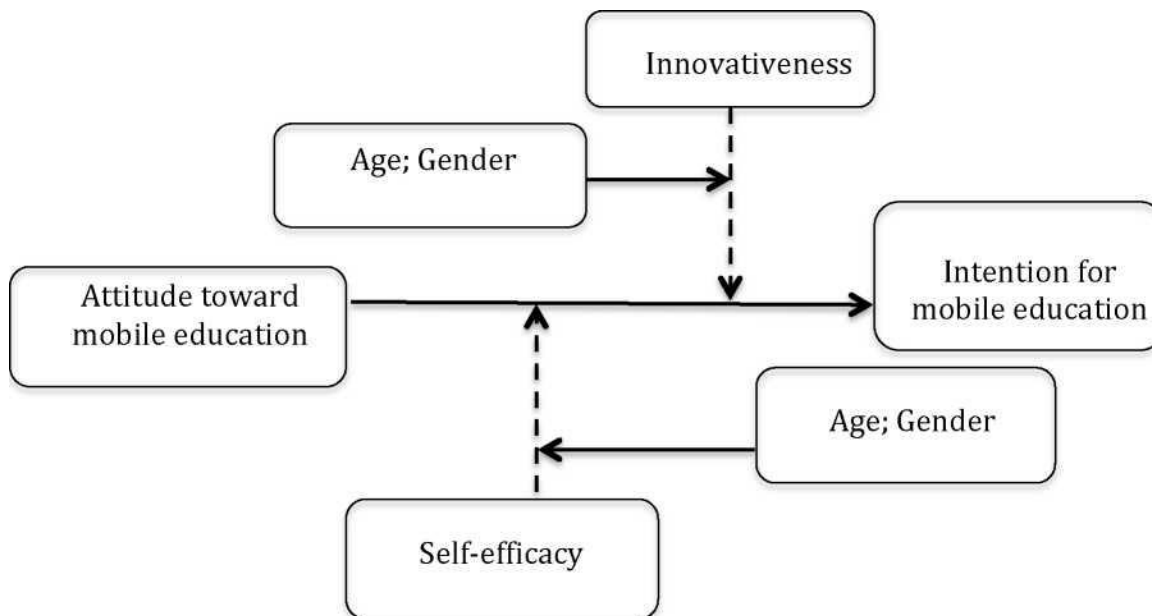 Innovativeness
Age; Gender
Attitude toward
mobile education
Intention for
mobile education
Age; Gender
Self-efficacy